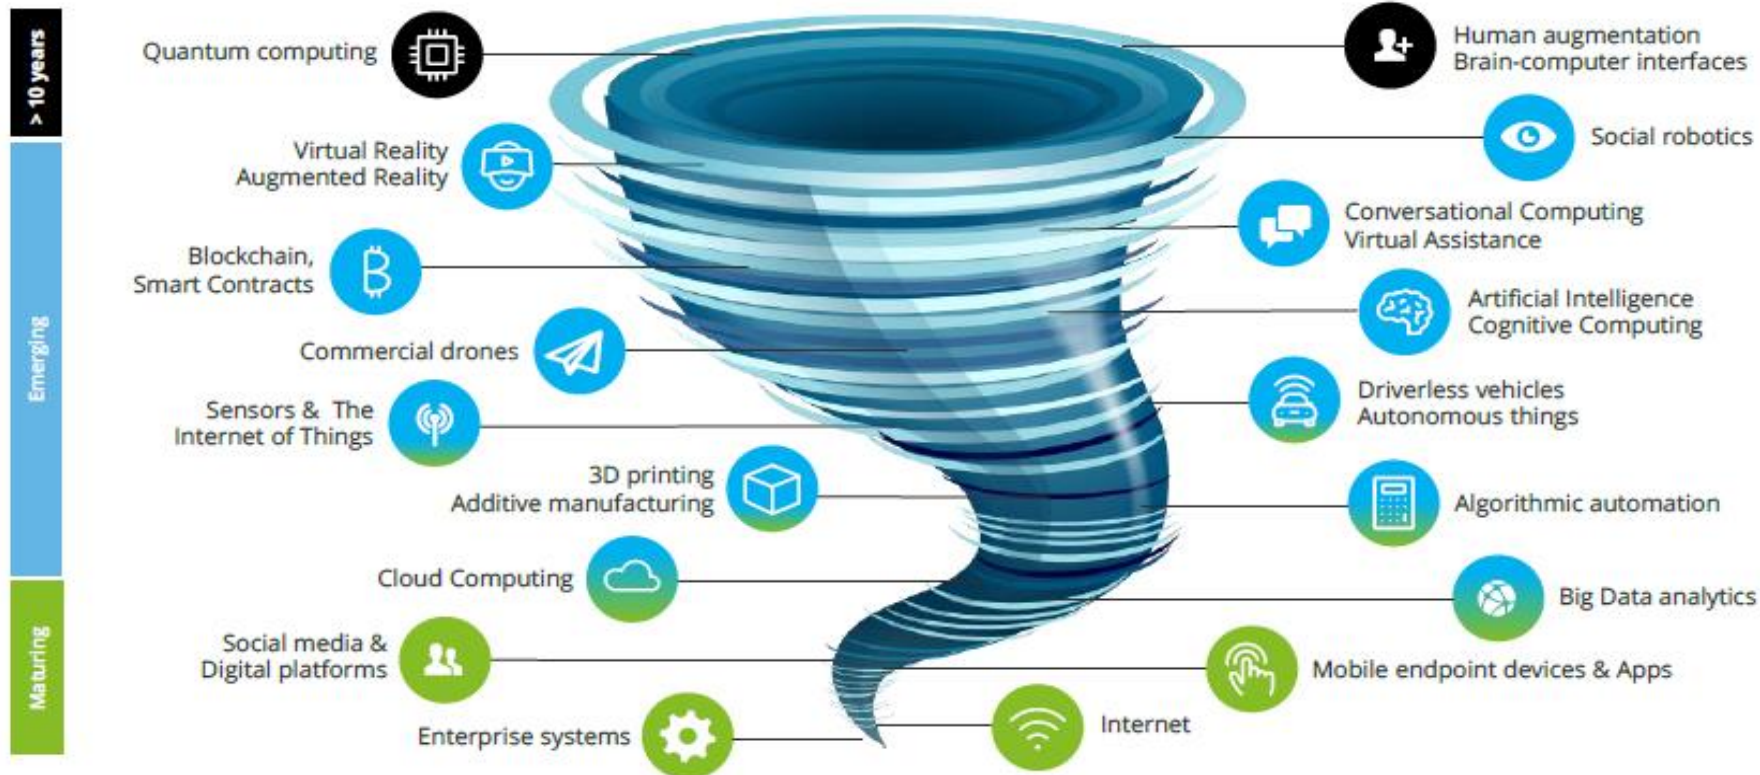 > 10 years
Emerging
Maturing
Quantum computing
Human augmentation
Brain-computer interfaces
Virtual Reality
Augmented Reality
Social robotics
Blockchain,
Smart Contracts
Conversational Computing
Virtual Assistance
Commercial drones
Artificial Intelligence
Cognitive Computing
Sensors & The
Internet of Things
Driverless vehicles
Autonomous things
3D printing
Additive manufacturing
Algorithmic automation
Cloud Computing
Big Data analytics
Social media &
Digital platforms
Mobile endpoint devices & Apps
Enterprise systems
Internet